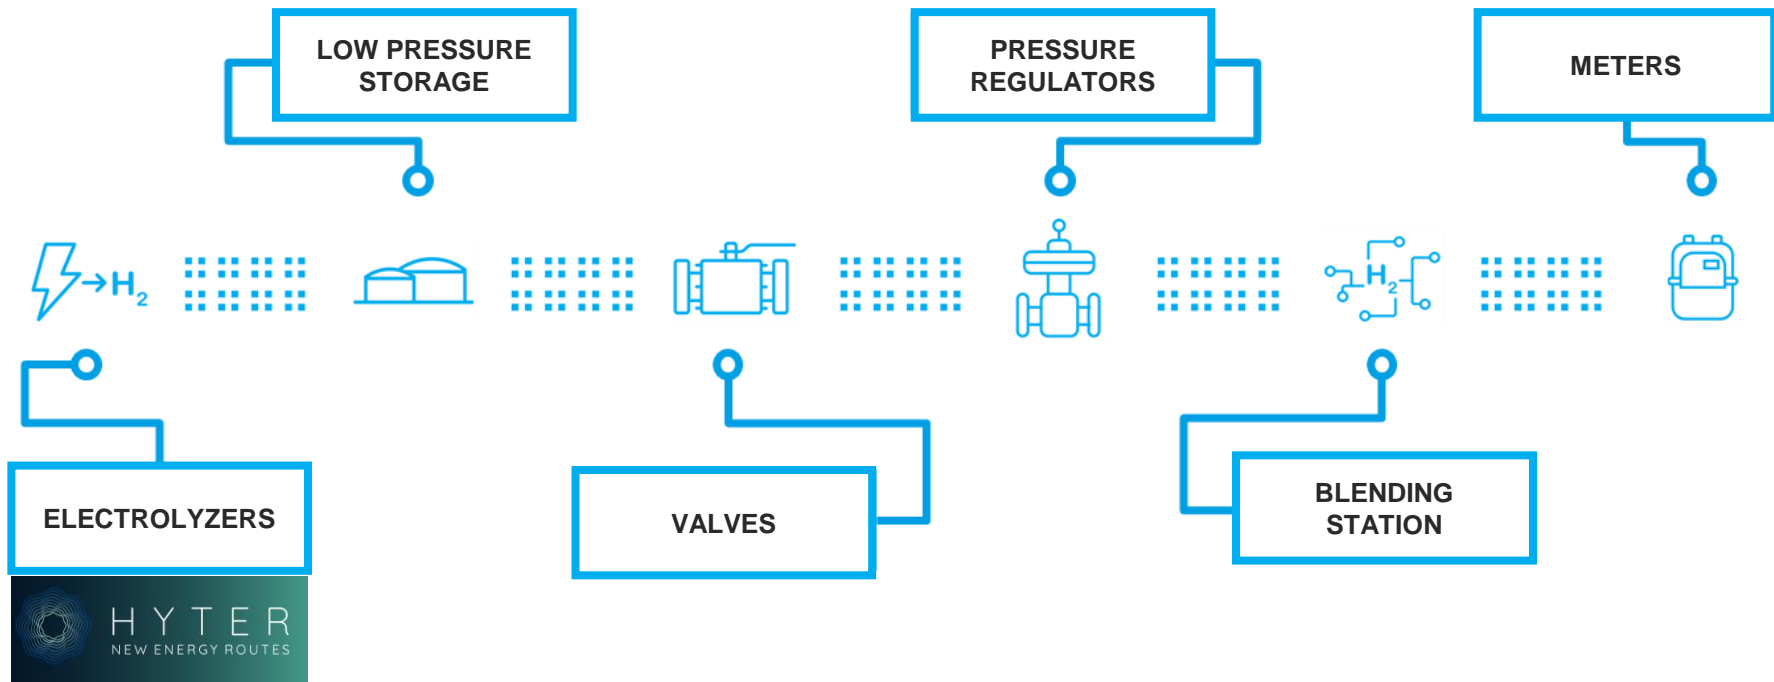 LOW PRESSURE
STORAGE
PRESSURE
REGULATORS
METERS
H2
H2
ELECTROLYZERS
VALVES
BLENDING
STATION
HYTER
NEW ENERGY ROUTES